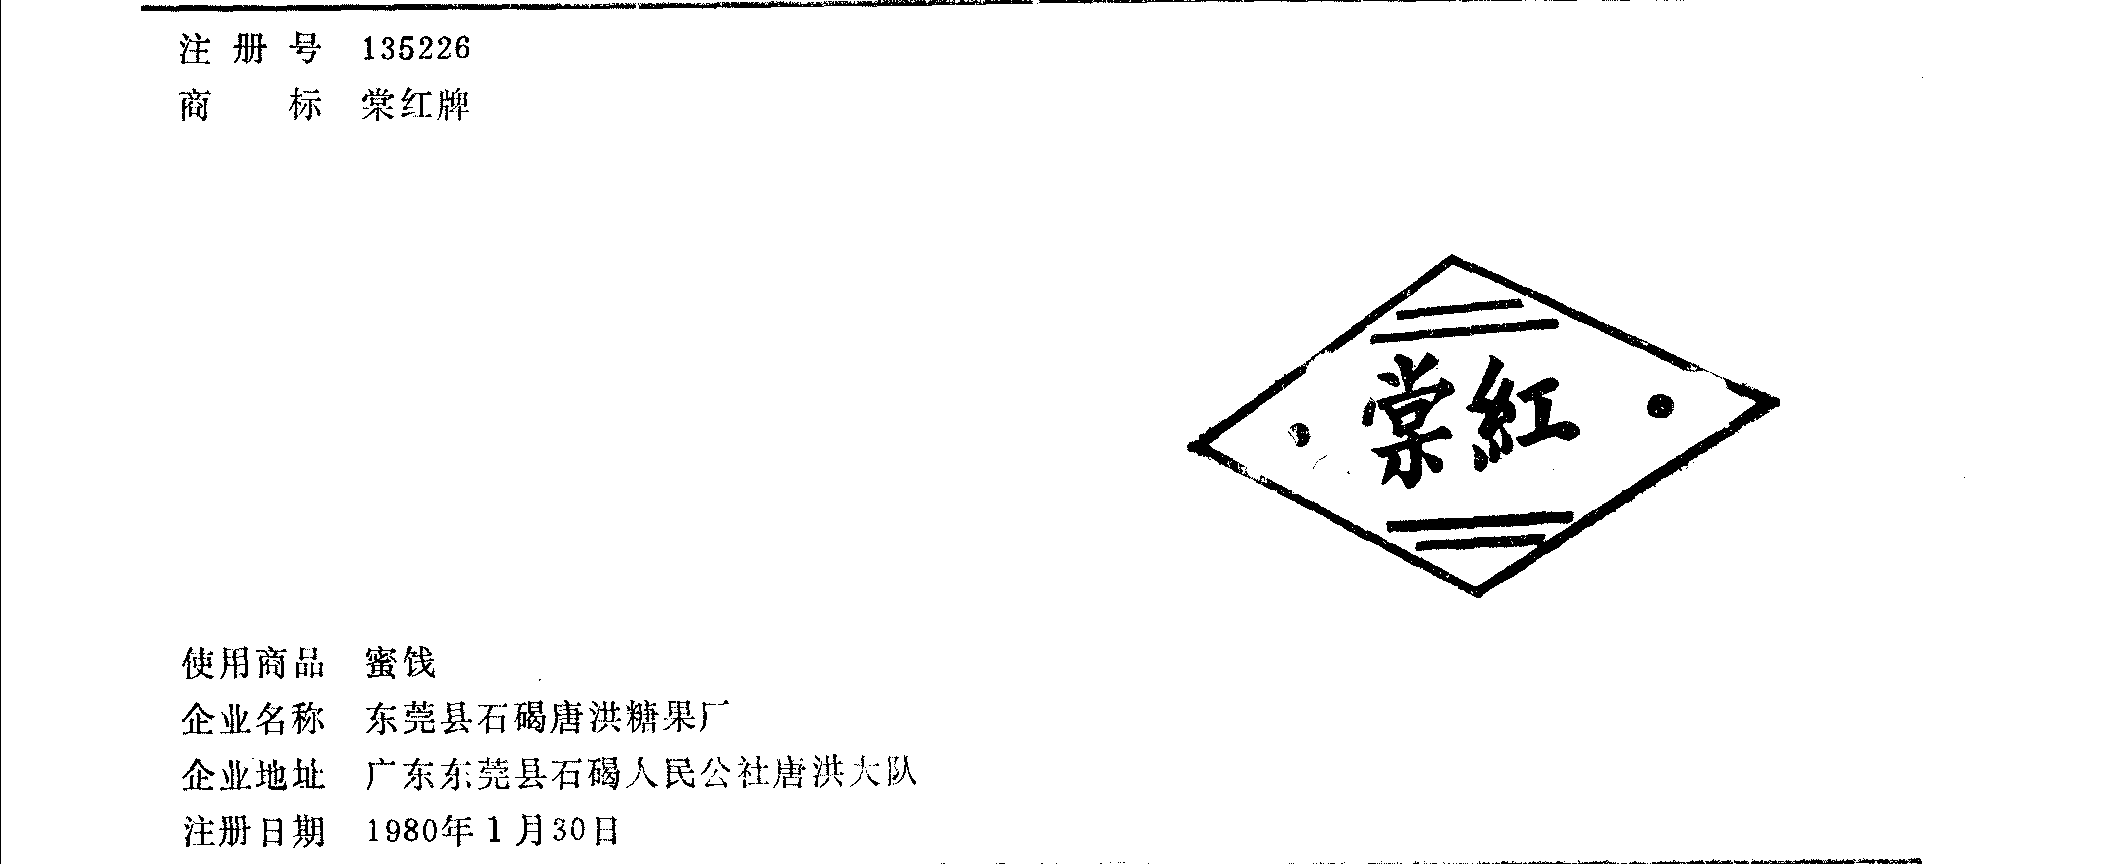 注册号 135226
商标 棠红牌
棠紅
使用商品 蜜饯
企业名称 东莞县石碣唐洪糖果厂
企业地址 广东东莞县石碣人民公社唐洪大队
注册日期 1980年1月30日